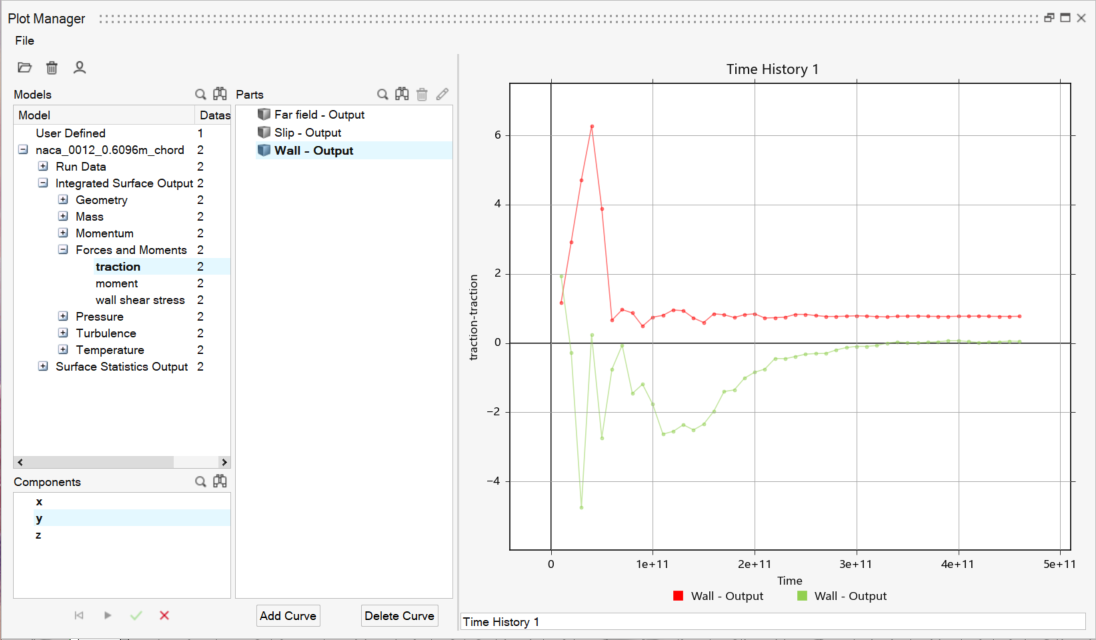 Plot Manager
File
Models
Model Datas
User Defined 1
naca_0012_0.6096m_chord 2
Run Data 2
Integrated Surface Output 2
Geometry 2
Mass 2
Momentum 2
Forces and Moments 2
traction 2
moment 2
wall shear stress 2
Pressure 2
Turbulence 2
Temperature 2
Surface Statistics Output 2
Components
x
y
z
Parts
Far field - Output
Slip - Output
Wall - Output
Add Curve Delete Curve
Time History 1
traction-traction
6
4
2
0
−2
−4
0 1e+11 2e+11 3e+11 4e+11 5e+11
Time
Wall - Output Wall - Output
Time History 1